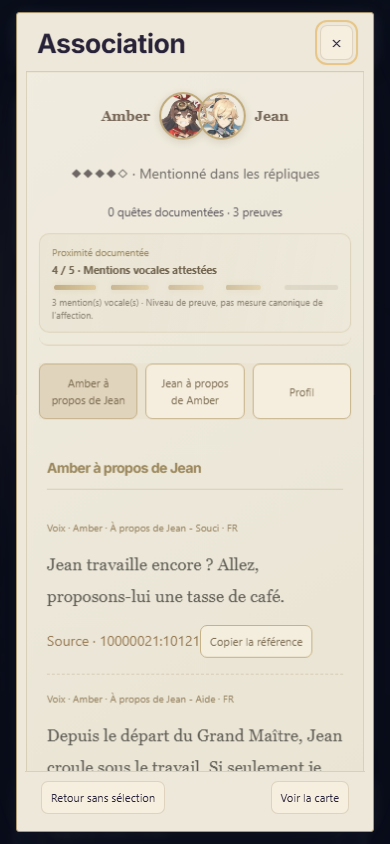 Association
×
Amber
Jean
◆◆◆◆◇ · Mentionné dans les répliques
0 quêtes documentées · 3 preuves
Proximité documentée
4 / 5 · Mentions vocales attestées
3 mention(s) vocale(s) · Niveau de preuve, pas mesure canonique de
l'affection.
Amber à
propos de Jean
Jean à propos
de Amber
Profil
Amber à propos de Jean
Voix · Amber · À propos de Jean - Souci · FR
Jean travaille encore ? Allez,
proposons-lui une tasse de café.
Source · 10000021:10121
Copier la référence
Voix · Amber · À propos de Jean - Aide · FR
Depuis le départ du Grand Maître, Jean
croule sous le travail. Si seulement je
Retour sans sélection
Voir la carte